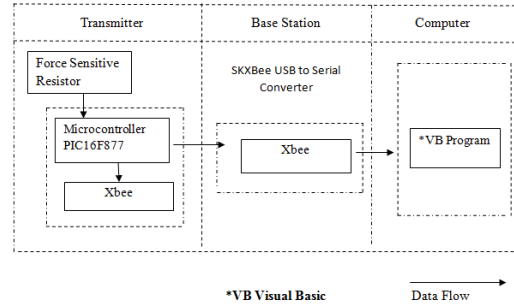 Transmitter
Base Station
Computer
Force Sensitive
Resistor
SKXBee USB to Serial
Converter
Microcontroller
PIC16F877
Xbee
Xbee
*VB Program
*VB Visual Basic
Data Flow